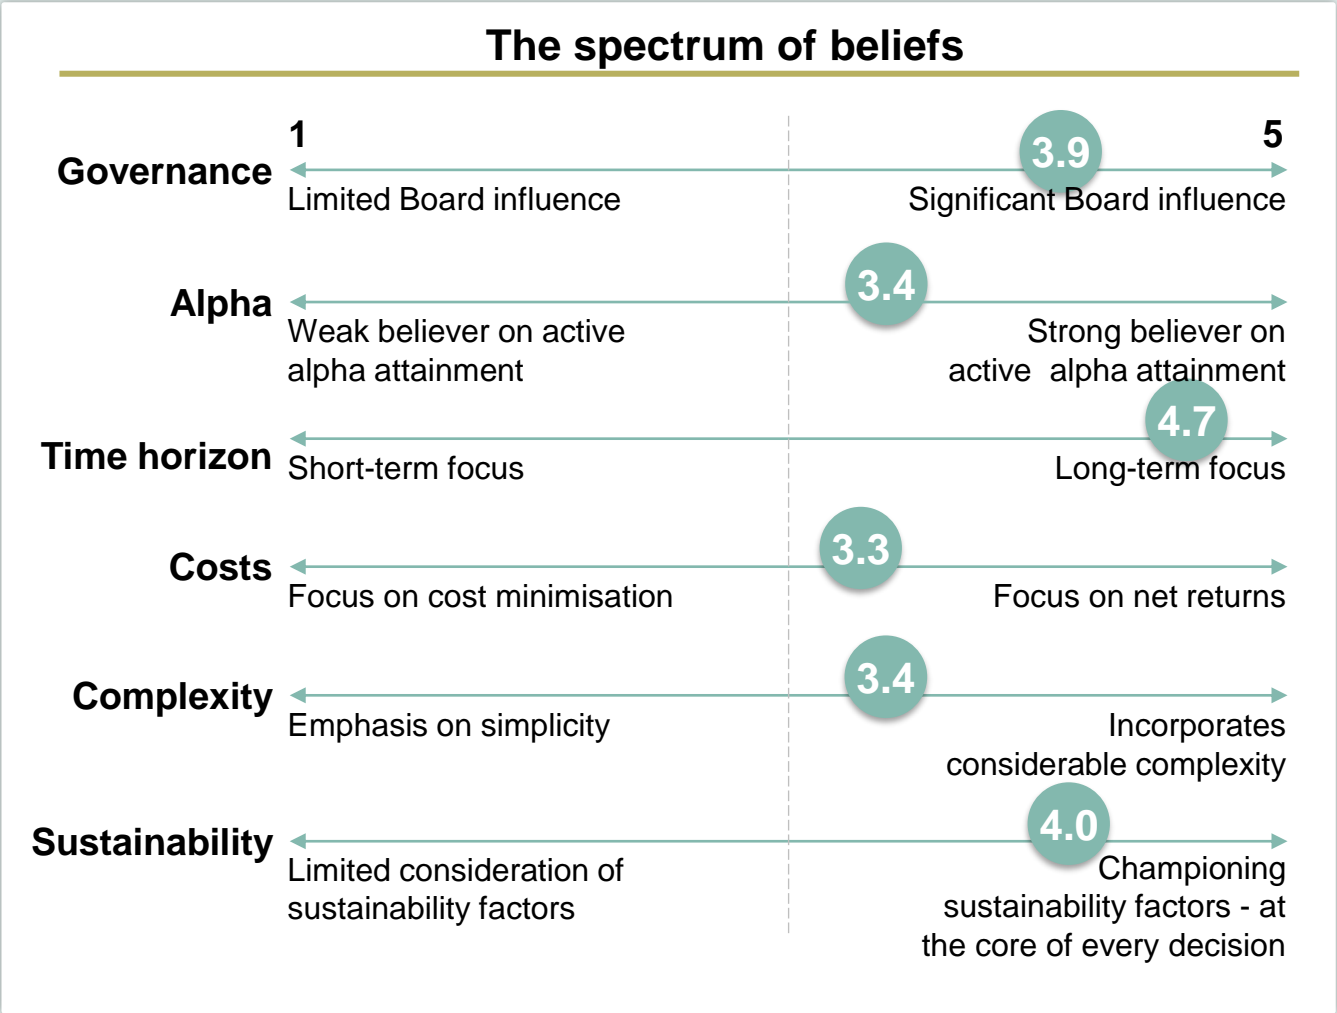 The spectrum of beliefs
1
3.9
5
Governance
Limited Board influence
Significant Board influence
3.4
Alpha
Weak believer on active
alpha attainment
Strong believer on
active alpha attainment
4.7
Time horizon
Short-term focus
Long-term focus
3.3
Costs
Focus on cost minimisation
Focus on net returns
3.4
Complexity
Emphasis on simplicity
Incorporates
considerable complexity
4.0
Sustainability
Limited consideration of
sustainability factors
Championing
sustainability factors - at
the core of every decision